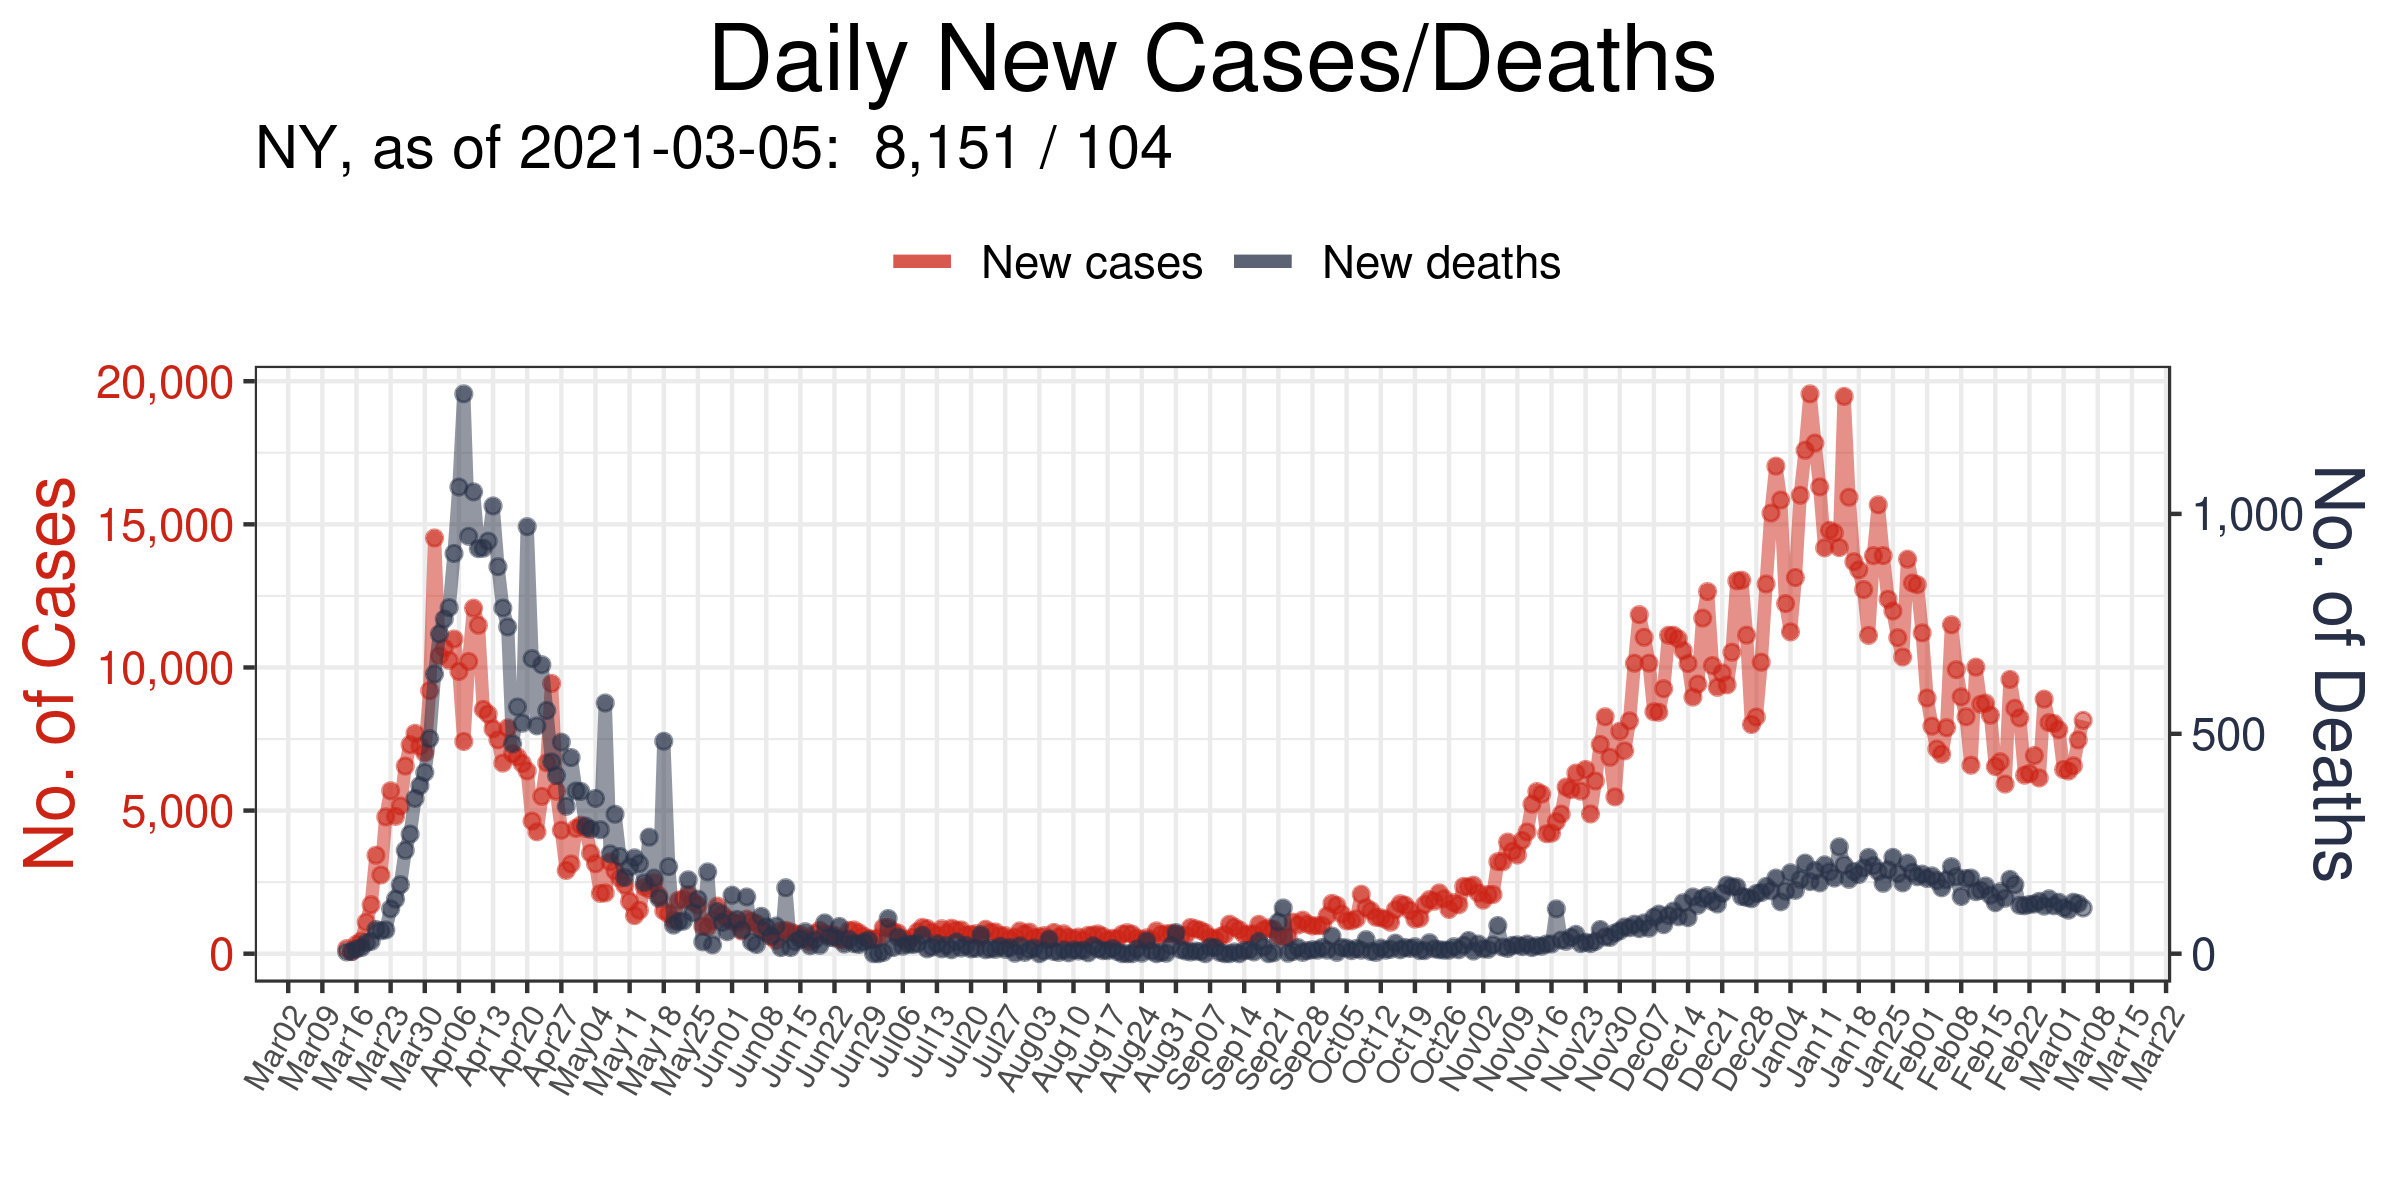 Daily New Cases/Deaths
NY, as of 2021-03-05:  8,151 / 104
New cases New deaths
No. of Cases
20,000
15,000
10,000
5,000
0
1,000
500
0
No. of Deaths
Mar02 Mar09 Mar16 Mar23 Mar30 Apr06 Apr13 Apr20 Apr27 May04 May11 May18 May25 Jun01 Jun08 Jun15 Jun22 Jun29 Jul06 Jul13 Jul20 Jul27 Aug03 Aug10 Aug17 Aug24 Aug31 Sep07 Sep14 Sep21 Sep28 Oct05 Oct12 Oct19 Oct26 Nov02 Nov09 Nov16 Nov23 Nov30 Dec07 Dec14 Dec21 Dec28 Jan04 Jan11 Jan18 Jan25 Feb01 Feb08 Feb15 Feb22 Mar01 Mar08 Mar15 Mar22